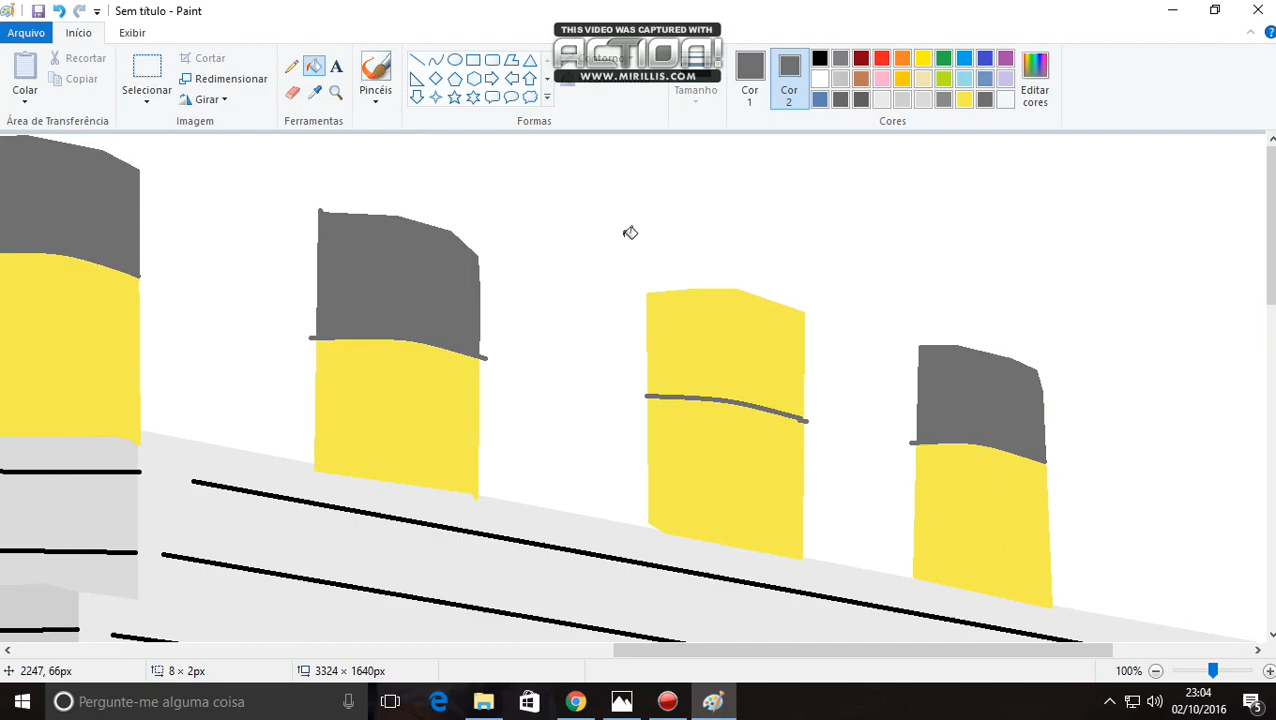 Sem título - Paint
THIS VIDEO WAS CAPTURED WITH
ACTION!
WWW.MIRILLIS.COM
Arquivo
Início
Exibir
Colar
Recortar
Copiar
Área de Transferência
Selecionar
Redimensionar
Girar
Imagem
A
Ferramentas
Pincéis
Formas
Tamanho
Cor
1
Cor
2
Editar
cores
Cores
2247, 66px
8 × 2px
3324 × 1640px
100%
Pergunte-me alguma coisa
23:04
02/10/2016
5